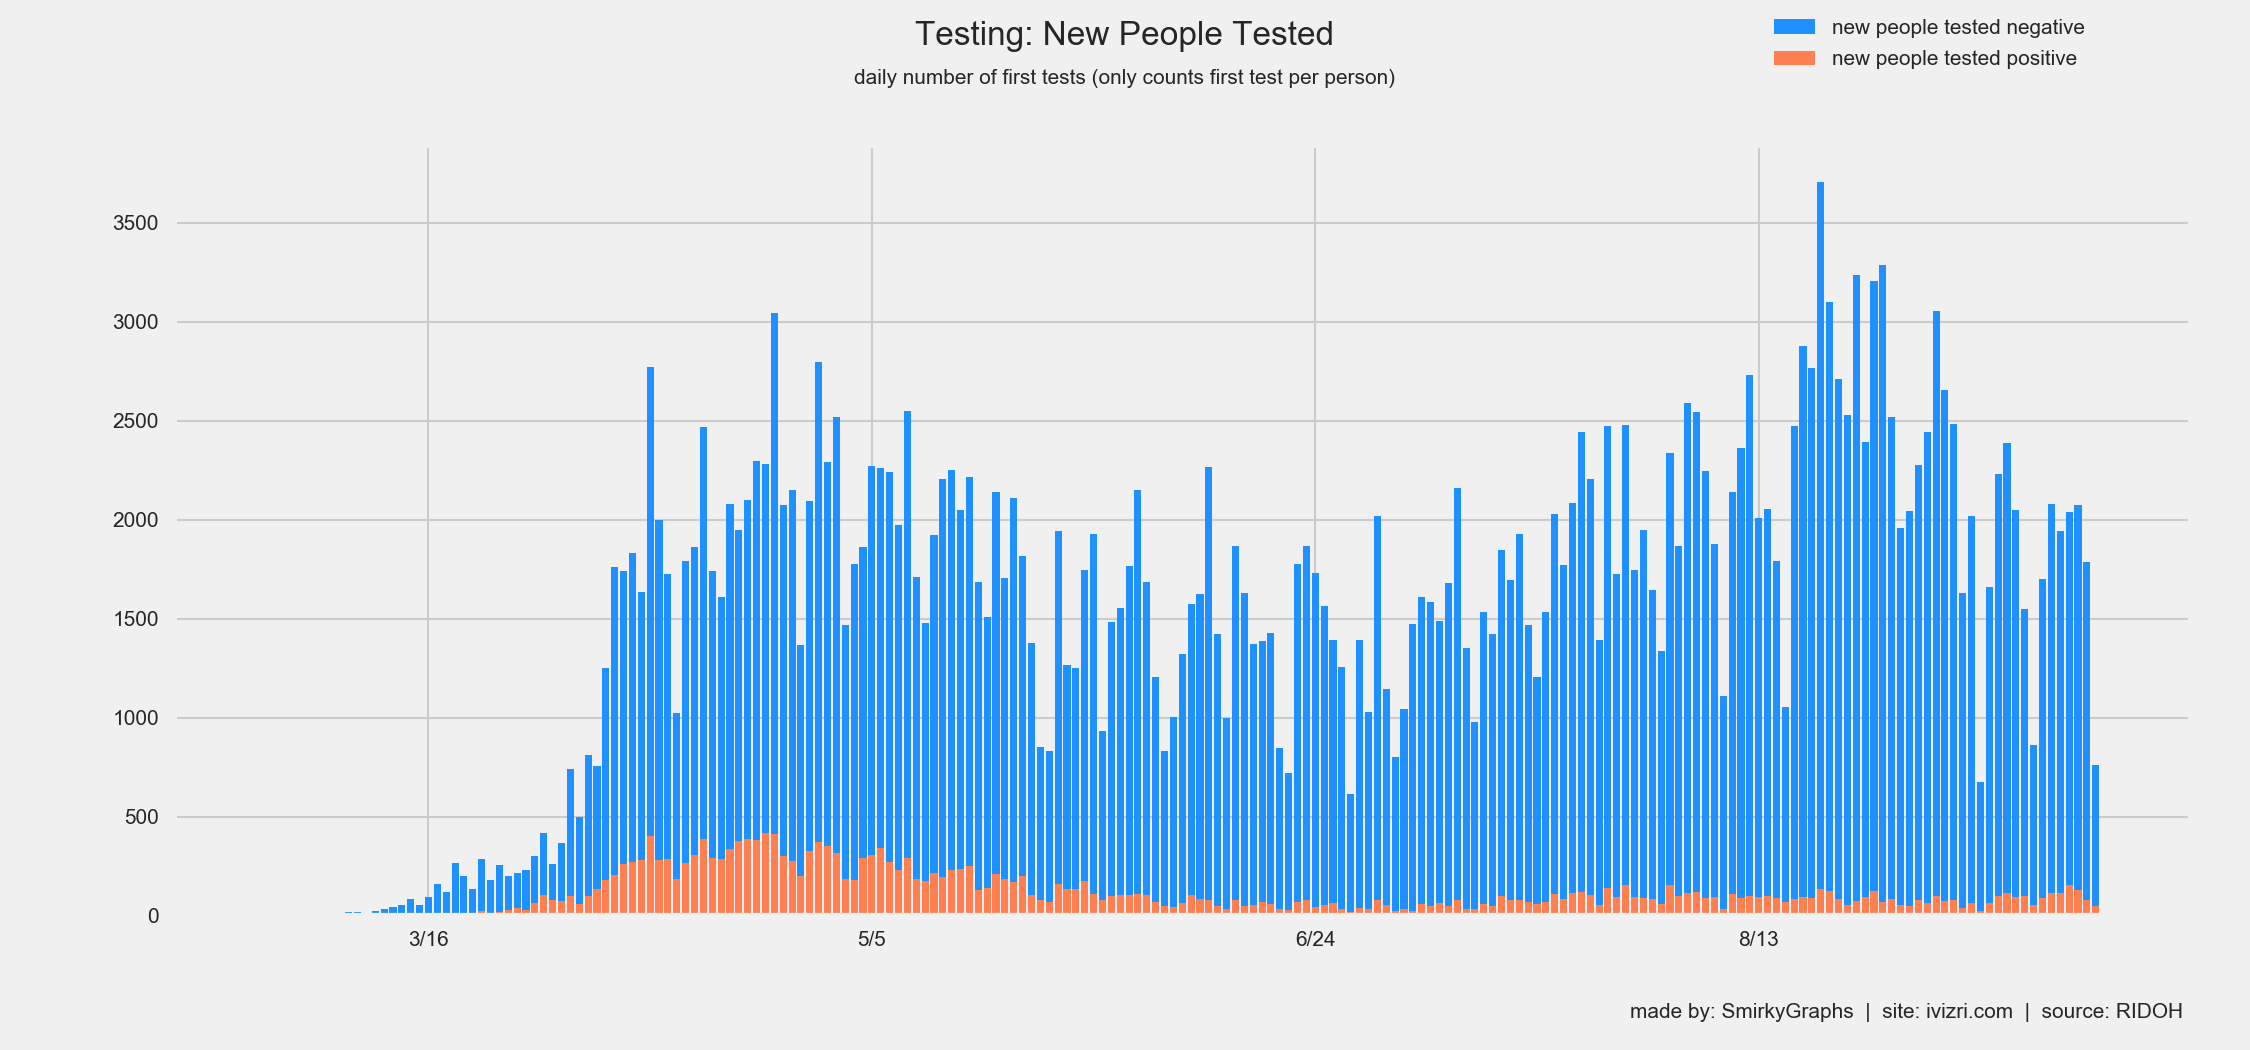 Testing: New People Tested
daily number of first tests (only counts first test per person)
new people tested negative
new people tested positive
3500
3000
2500
2000
1500
1000
500
0
3/16
5/5
6/24
8/13
made by: SmirkyGraphs | site: ivizri.com | source: RIDOH